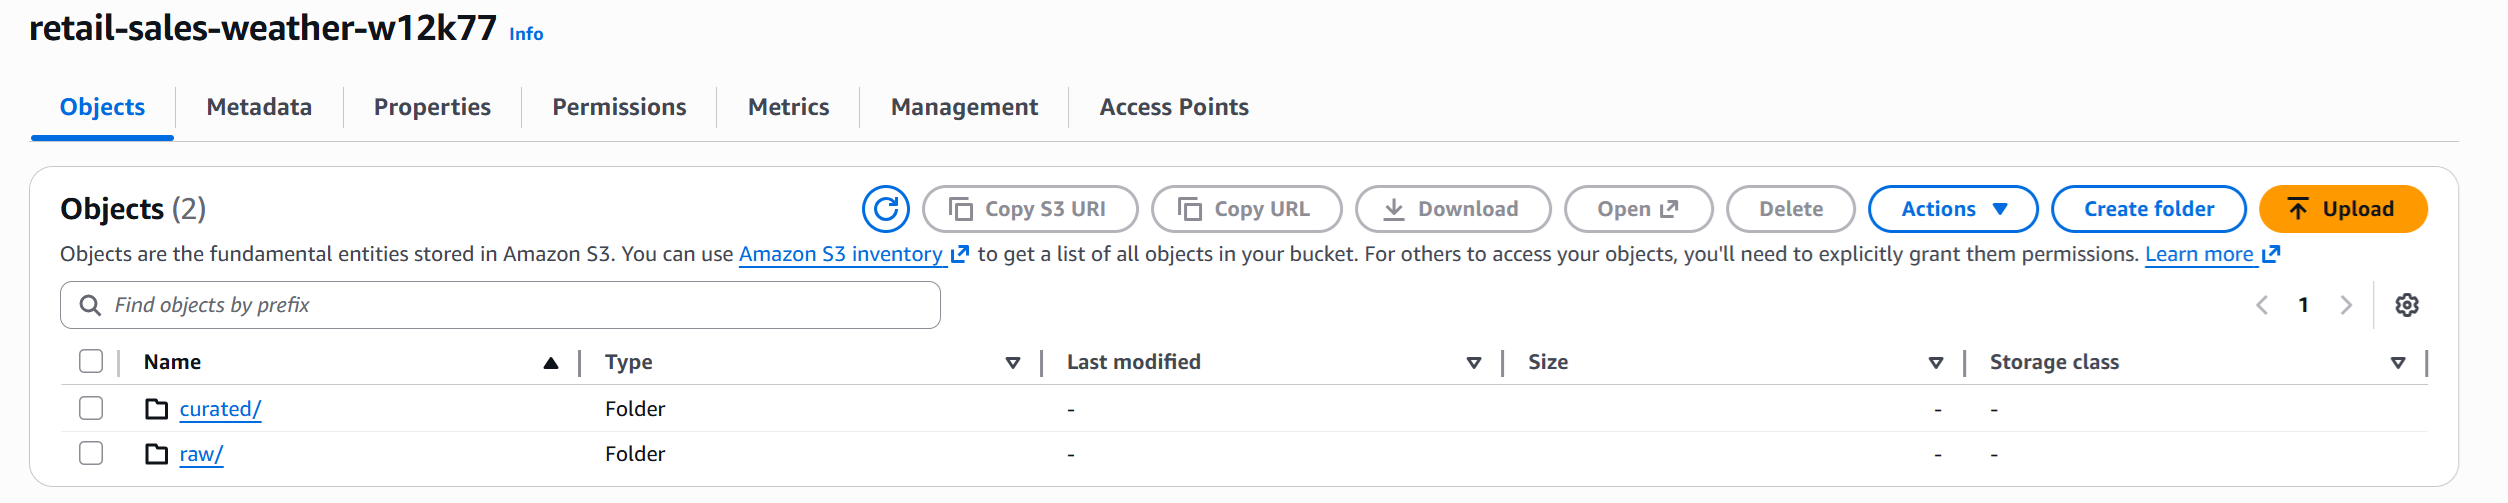 retail-sales-weather-w12k77 Info
Objects Metadata Properties Permissions Metrics Management Access Points
Objects (2) Copy S3 URI Copy URL Download Open Delete Actions Create folder Upload
Objects are the fundamental entities stored in Amazon S3. You can use Amazon S3 inventory to get a list of all objects in your bucket. For others to access your objects, you'll need to explicitly grant them permissions. Learn more
Find objects by prefix 1
Name Type Last modified Size Storage class
curated/ Folder - - -
raw/ Folder - - -